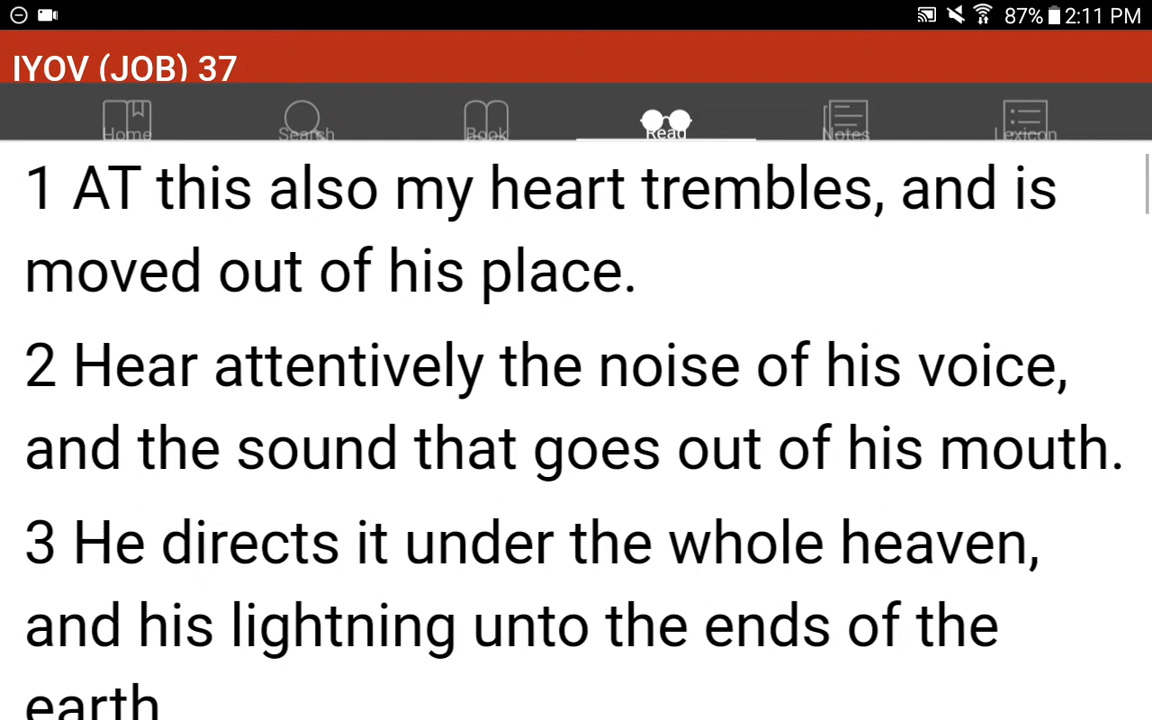 87% 2:11 PM
IYOV (JOB) 37
Home Search Book Read Notes Lexicon
1 AT this also my heart trembles, and is
moved out of his place.
2 Hear attentively the noise of his voice,
and the sound that goes out of his mouth.
3 He directs it under the whole heaven,
and his lightning unto the ends of the
earth